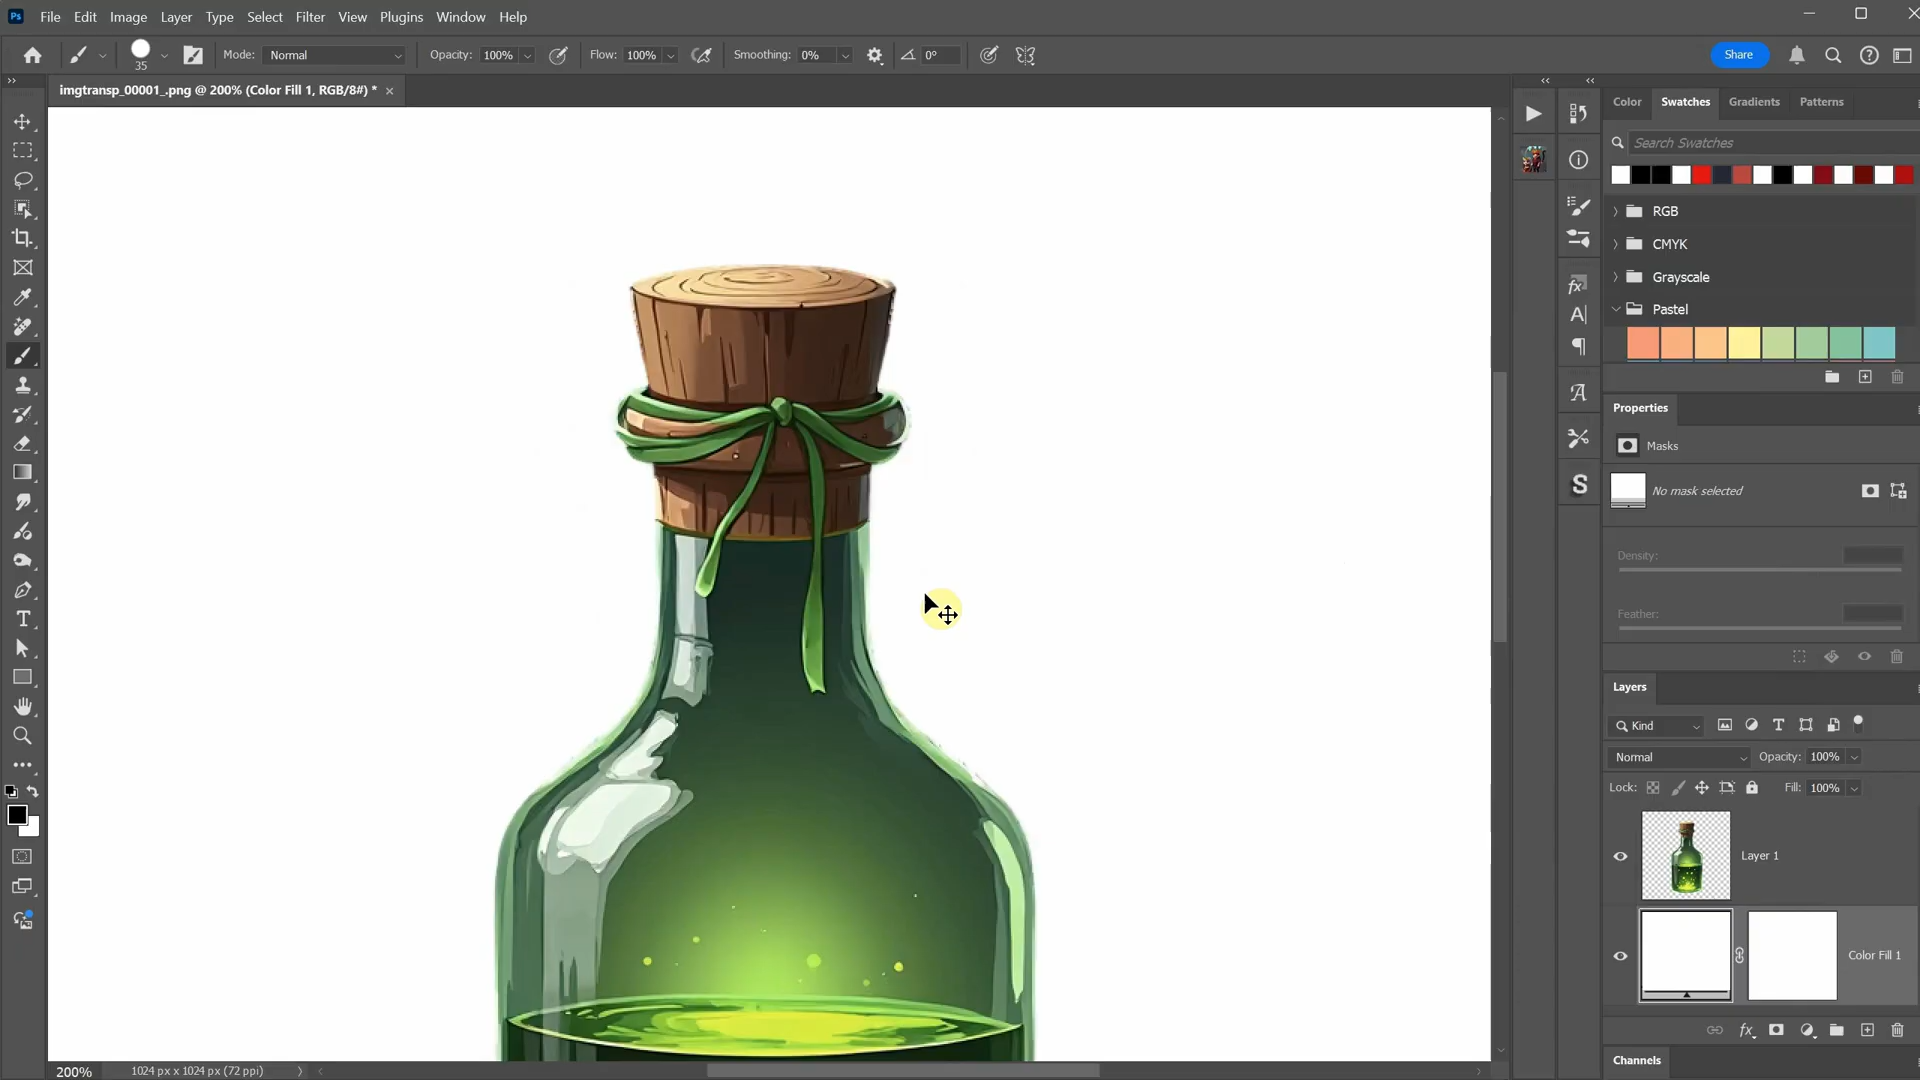 Ps File Edit Image Layer Type Select Filter View Plugins Window Help
35 Mode: Normal Opacity: 100% Flow: 100% Smoothing: 0% 0° Share
imgtransp_00001_.png @ 200% (Color Fill 1, RGB/8#) *
Color Swatches Gradients Patterns
Search Swatches
RGB
CMYK
Grayscale
Pastel
Properties
Masks
No mask selected
Density:
Feather:
Layers
Kind
Normal Opacity: 100%
Lock: Fill: 100%
Layer 1
Color Fill 1
Channels
200% 1024 px x 1024 px (72 ppi)